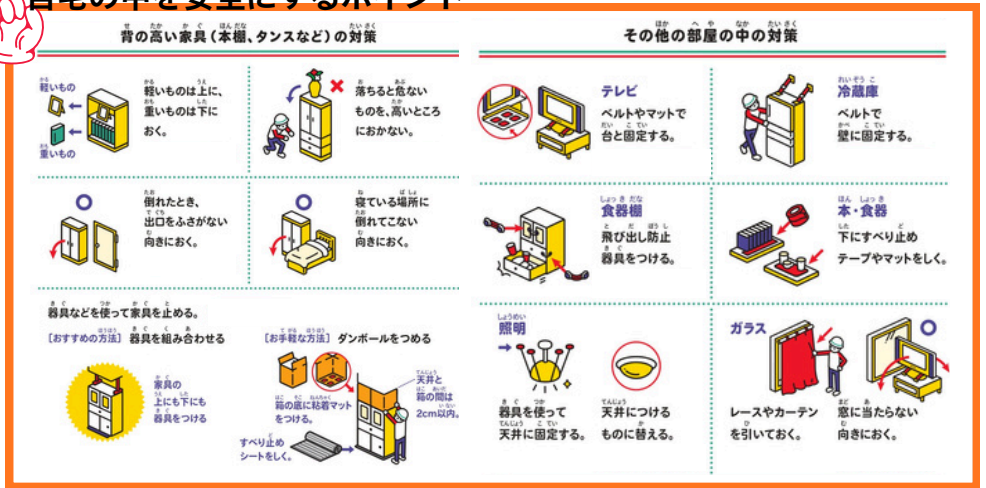 自宅の中を安全にするポイント
背の高い家具(本棚、タンスなど)の対策
軽いもの
重いもの
軽いものは上に、
重いものは下に
おく。
落ちると危ない
ものを、高いところ
におかない。
倒れたとき、
出口をふさがない
向きにおく。
寝ている場所に
倒れてこない
向きにおく。
器具などを使って家具を止める。
[おすすめの方法] 器具を組み合わせる
家具の
上にも下にも
器具をつける
[お手軽な方法] ダンボールをつめる
箱の底に粘着マット
をつける。
天井と
箱の間は
2cm以内。
すべり止め
シートをしく。
その他の部屋の中の対策
テレビ
ベルトやマットで
台と固定する。
冷蔵庫
ベルトで
壁に固定する。
食器棚
飛び出し防止
器具をつける。
本・食器
下にすべり止め
テープやマットをしく。
照明
器具を使って
天井に固定する。
天井につける
ものに替える。
ガラス
レースやカーテン
を引いておく。
窓に当たらない
向きにおく。